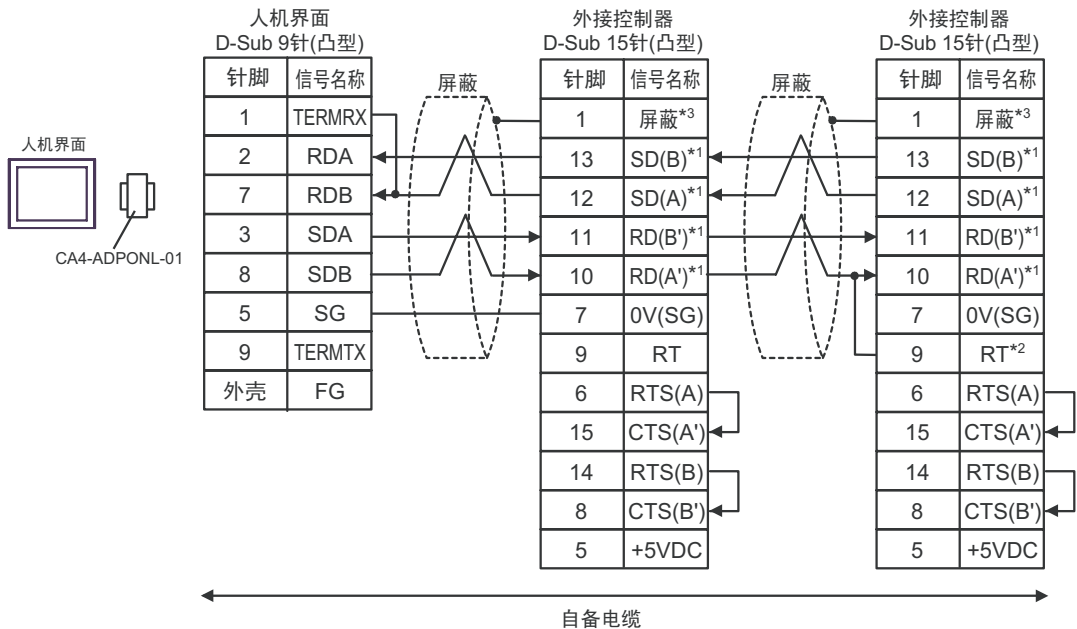 人机界面
CA4-ADPONL-01
人机界面
D-Sub 9针(凸型)
针脚 信号名称
1 TERMRX
2 RDA
7 RDB
3 SDA
8 SDB
5 SG
9 TERMTX
外壳 FG
屏蔽
外接控制器
D-Sub 15针(凸型)
针脚 信号名称
1 屏蔽*3
13 SD(B)*1
12 SD(A)*1
11 RD(B')*1
10 RD(A')*1
7 0V(SG)
9 RT
6 RTS(A)
15 CTS(A')
14 RTS(B)
8 CTS(B')
5 +5VDC
屏蔽
外接控制器
D-Sub 15针(凸型)
针脚 信号名称
1 屏蔽*3
13 SD(B)*1
12 SD(A)*1
11 RD(B')*1
10 RD(A')*1
7 0V(SG)
9 RT*2
6 RTS(A)
15 CTS(A')
14 RTS(B)
8 CTS(B')
5 +5VDC
自备电缆